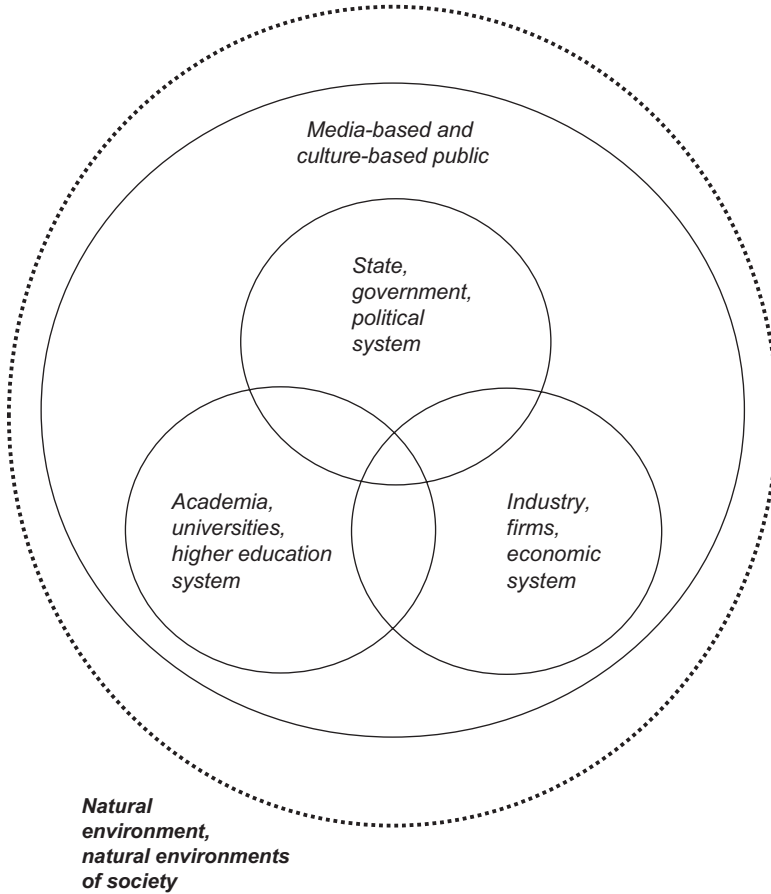 Media-based and
culture-based public
State,
government,
political
system
Academia,
universities,
higher education
system
Industry,
firms,
economic
system
Natural
environment,
natural environments
of society